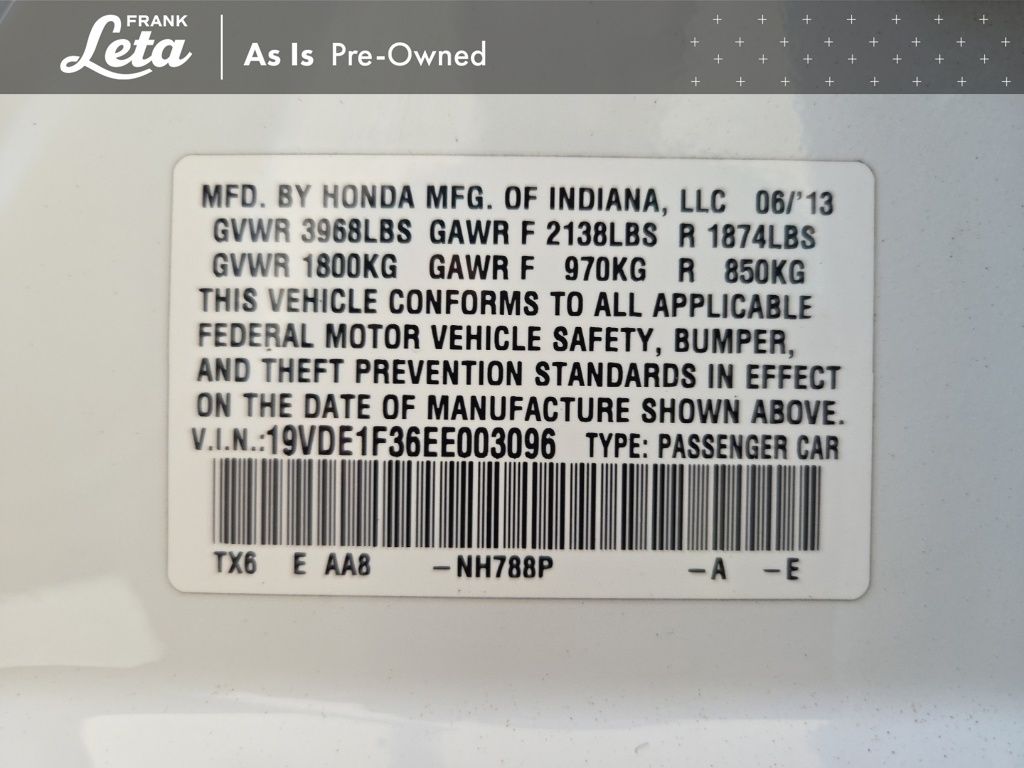 FRANK
Leta
As Is Pre-Owned
MFD. BY HONDA MFG. OF INDIANA, LLC 06/'13
GVWR 3968LBS GAWR F 2138LBS R 1874LBS
GVWR 1800KG GAWR F 970KG R 850KG
THIS VEHICLE CONFORMS TO ALL APPLICABLE
FEDERAL MOTOR VEHICLE SAFETY, BUMPER,
AND THEFT PREVENTION STANDARDS IN EFFECT
ON THE DATE OF MANUFACTURE SHOWN ABOVE.
V.I.N.:19VDE1F36EE003096 TYPE: PASSENGER CAR
TX6 E AA8 -NH788P -A -E